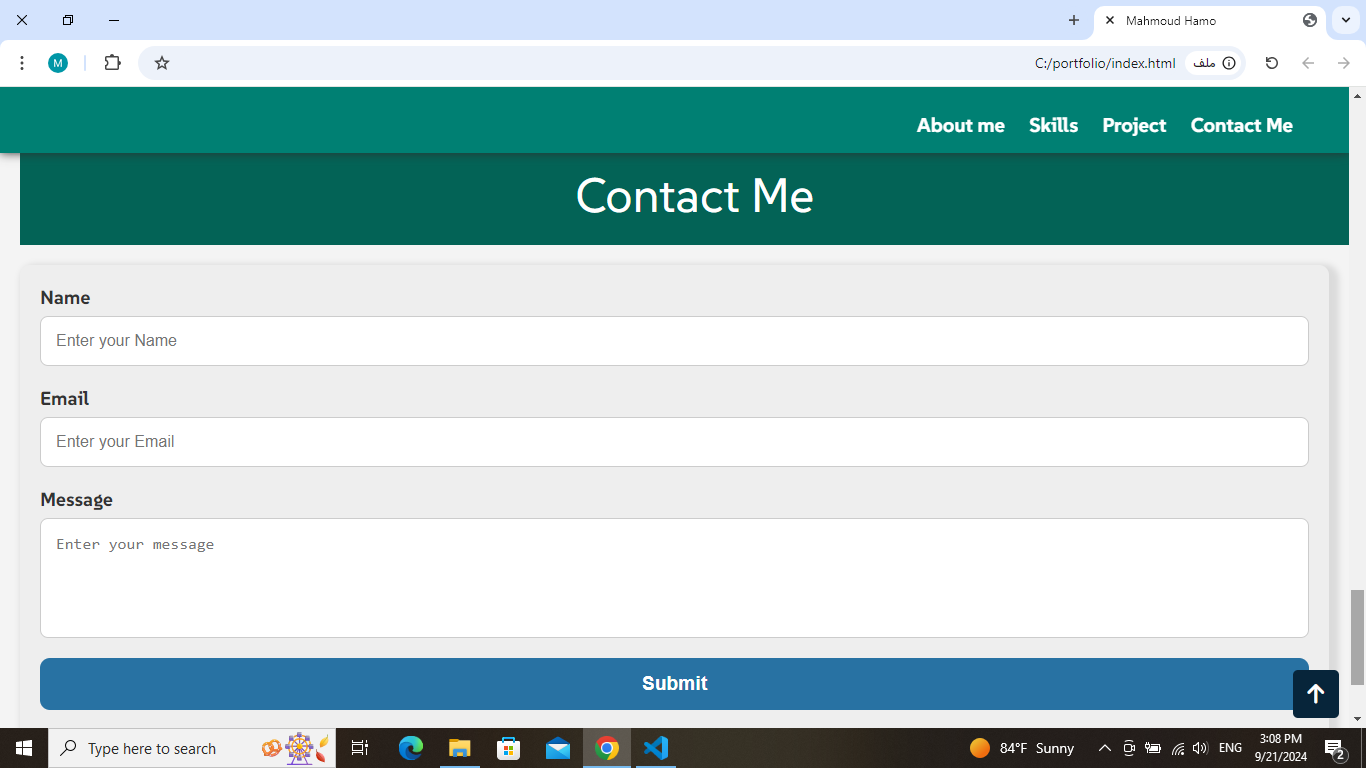 Mahmoud Hamo
M
C:/portfolio/index.html
ملف
About me
Skills
Project
Contact Me
Contact Me
Name
Enter your Name
Email
Enter your Email
Message
Enter your message
Submit
Type here to search
84°F Sunny
ENG
3:08 PM
9/21/2024
2